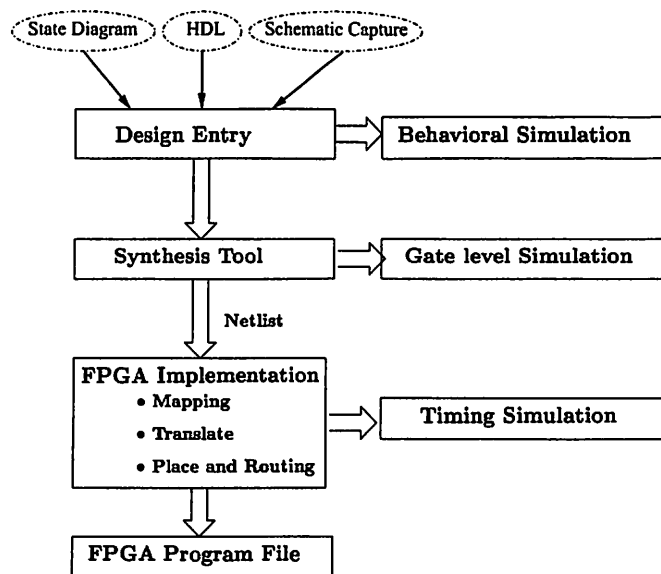 State Diagram
HDL
Schematic Capture
Design Entry
Behavioral Simulation
Synthesis Tool
Gate level Simulation
Netlist
FPGA Implementation
• Mapping
• Translate
• Place and Routing
Timing Simulation
FPGA Program File